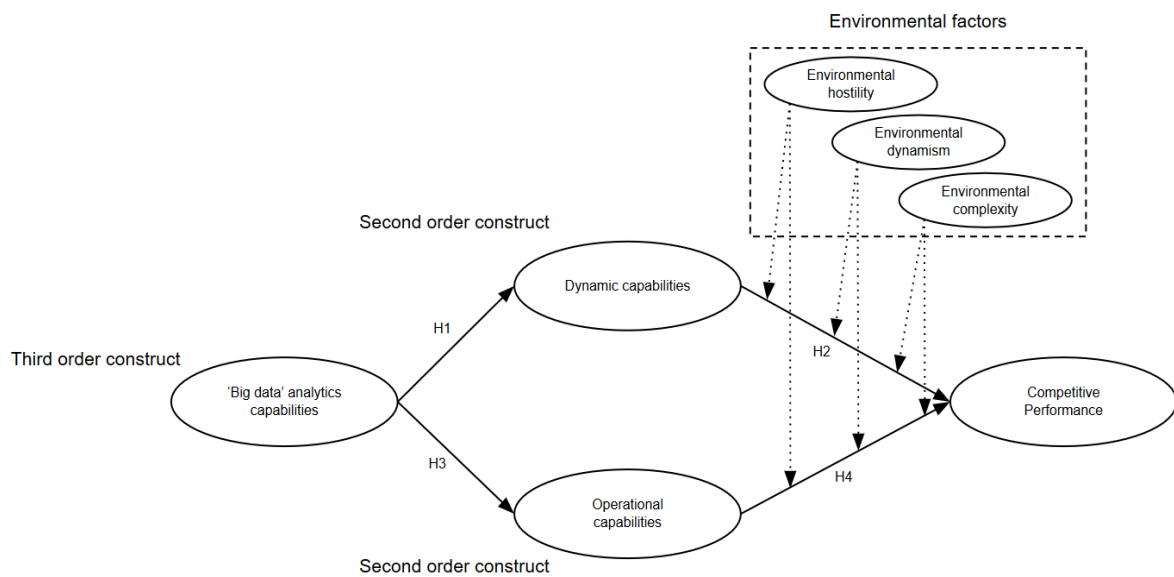 Environmental factors
Environmental
hostility
Environmental
dynamism
Environmental
complexity
Second order construct
Dynamic capabilities
H1
H2
Third order construct
'Big data' analytics
capabilities
Competitive
Performance
H3
H4
Operational
capabilities
Second order construct